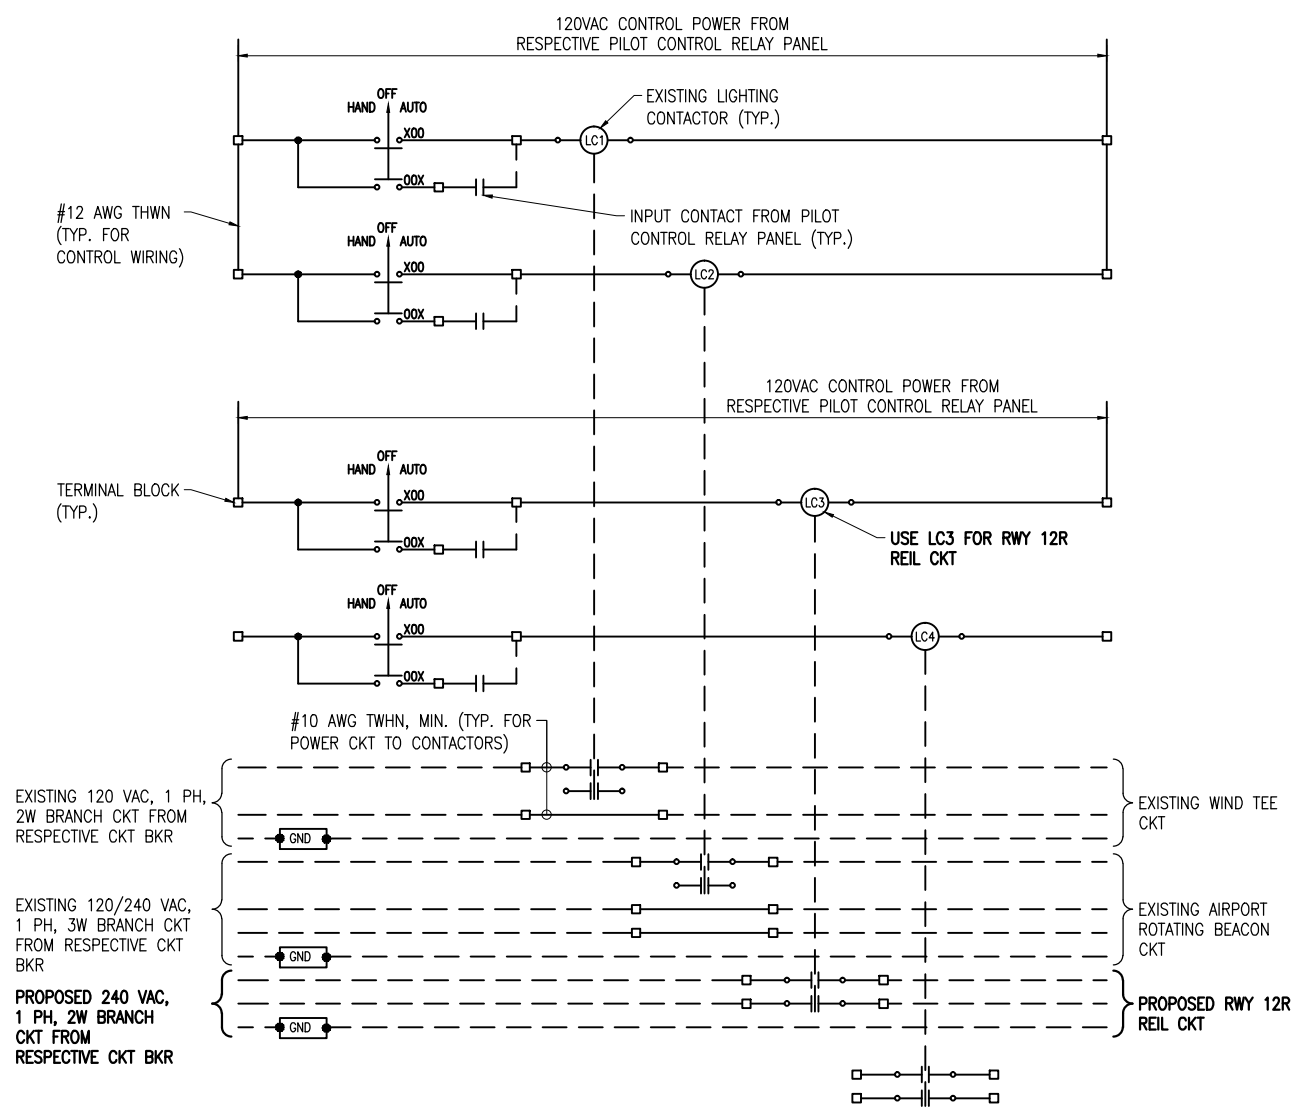 120VAC CONTROL POWER FROM
RESPECTIVE PILOT CONTROL RELAY PANEL
OFF
HAND AUTO
X00
00X
LC1
EXISTING LIGHTING
CONTACTOR (TYP.)
INPUT CONTACT FROM PILOT
CONTROL RELAY PANEL (TYP.)
#12 AWG THWN
(TYP. FOR
CONTROL WIRING)
OFF
HAND AUTO
X00
00X
LC2
120VAC CONTROL POWER FROM
RESPECTIVE PILOT CONTROL RELAY PANEL
OFF
HAND AUTO
X00
00X
LC3
TERMINAL BLOCK
(TYP.)
USE LC3 FOR RWY 12R
REIL CKT
OFF
HAND AUTO
X00
00X
LC4
#10 AWG TWHN, MIN. (TYP. FOR
POWER CKT TO CONTACTORS)
EXISTING 120 VAC, 1 PH,
2W BRANCH CKT FROM
RESPECTIVE CKT BKR
GND
EXISTING WIND TEE
CKT
EXISTING 120/240 VAC,
1 PH, 3W BRANCH CKT
FROM RESPECTIVE CKT
BKR
GND
EXISTING AIRPORT
ROTATING BEACON
CKT
PROPOSED 240 VAC,
1 PH, 2W BRANCH
CKT FROM
RESPECTIVE CKT BKR
GND
PROPOSED RWY 12R
REIL CKT